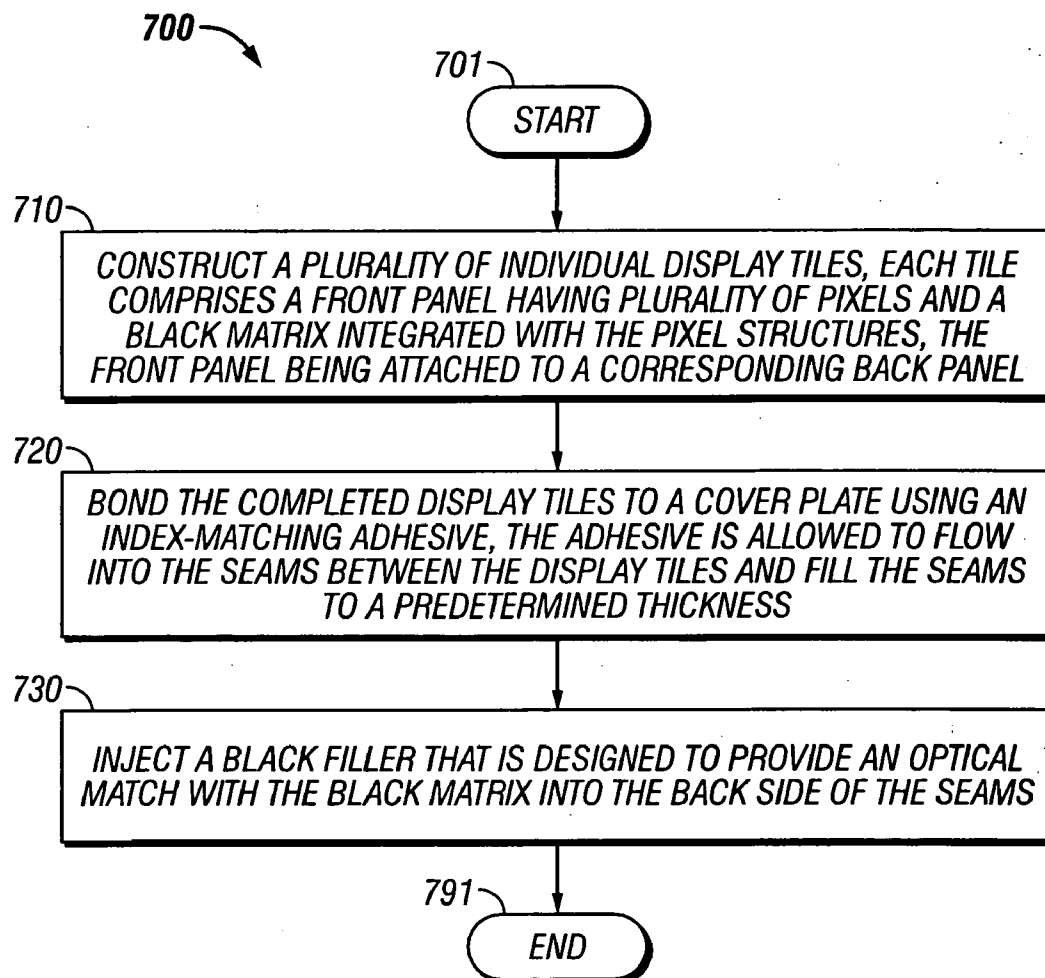 700
701
START
710
CONSTRUCT A PLURALITY OF INDIVIDUAL DISPLAY TILES, EACH TILE
COMPRISES A FRONT PANEL HAVING PLURALITY OF PIXELS AND A
BLACK MATRIX INTEGRATED WITH THE PIXEL STRUCTURES, THE
FRONT PANEL BEING ATTACHED TO A CORRESPONDING BACK PANEL
720
BOND THE COMPLETED DISPLAY TILES TO A COVER PLATE USING AN
INDEX-MATCHING ADHESIVE, THE ADHESIVE IS ALLOWED TO FLOW
INTO THE SEAMS BETWEEN THE DISPLAY TILES AND FILL THE SEAMS
TO A PREDETERMINED THICKNESS
730
INJECT A BLACK FILLER THAT IS DESIGNED TO PROVIDE AN OPTICAL
MATCH WITH THE BLACK MATRIX INTO THE BACK SIDE OF THE SEAMS
791
END